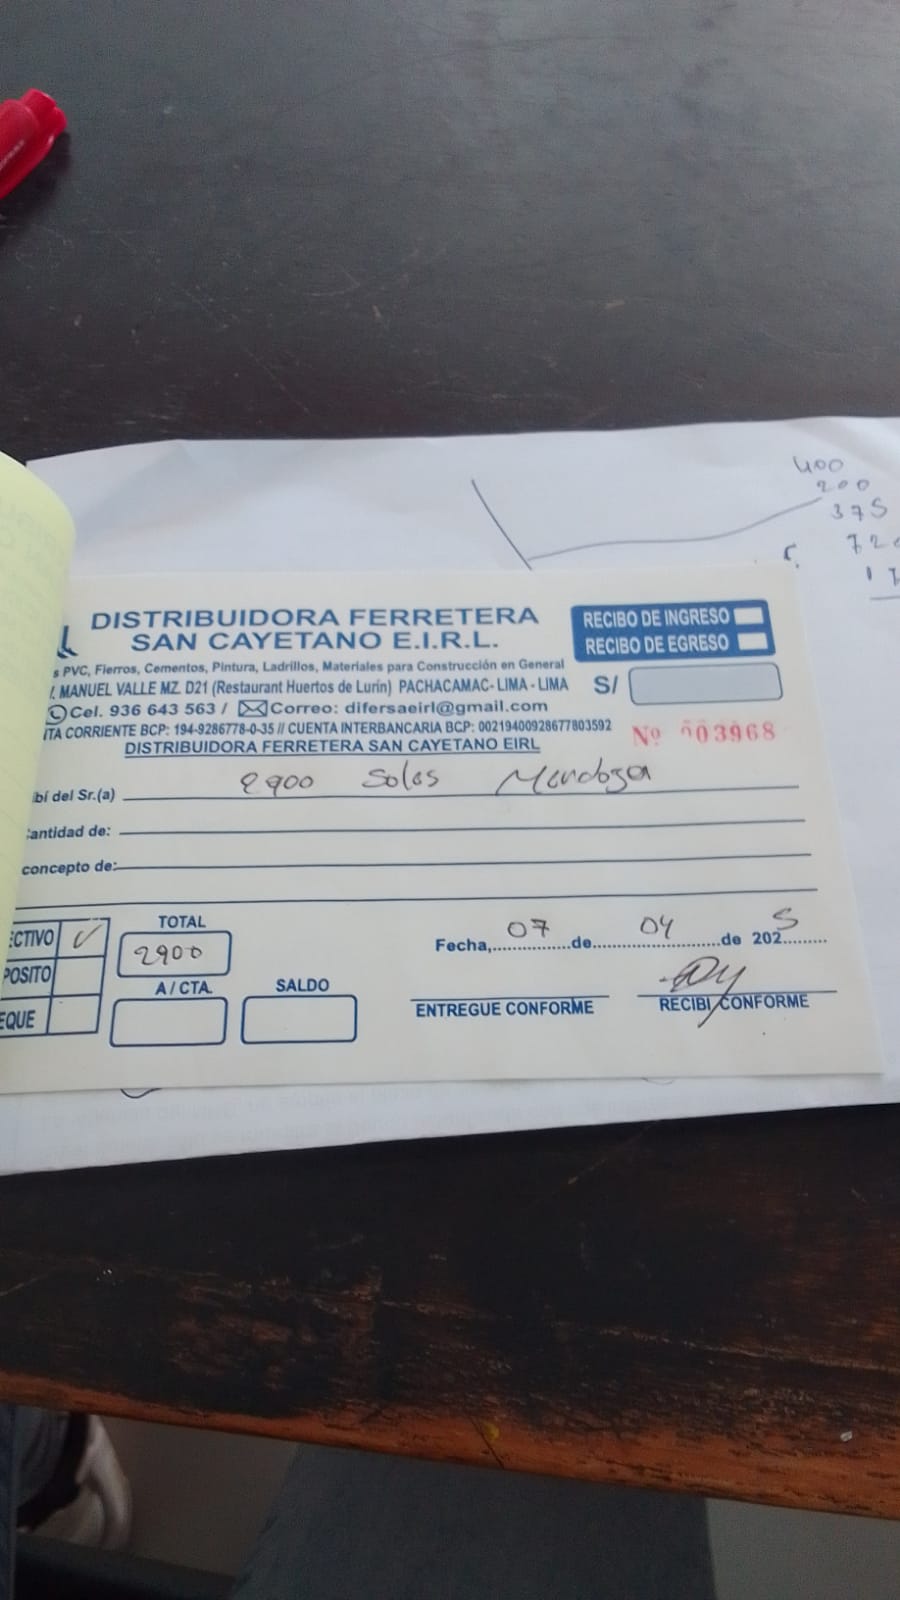 400
200
375
72
DISTRIBUIDORA FERRETERA
SAN CAYETANO E.I.R.L.
RECIBO DE INGRESO
RECIBO DE EGRESO
s PVC, Fierros, Cementos, Pintura, Ladrillos, Materiales para Construcción en General
. MANUEL VALLE MZ. D21 (Restaurant Huertos de Lurín) PACHACAMAC- LIMA - LIMA
S/
Cel. 936 643 563 / Correo: difersaeirl@gmail.com
NTA CORRIENTE BCP: 194-9286778-0-35 // CUENTA INTERBANCARIA BCP: 00219400928677803592
Nº 003968
DISTRIBUIDORA FERRETERA SAN CAYETANO EIRL
ibí del Sr.(a) 2900 Soles Mendoza
antidad de:
concepto de:
ECTIVO ✓
TOTAL
2900
Fecha, 07 de 04 de 2025
POSITO
EQUE
A / CTA.
SALDO
ENTREGUE CONFORME
RECIBI CONFORME